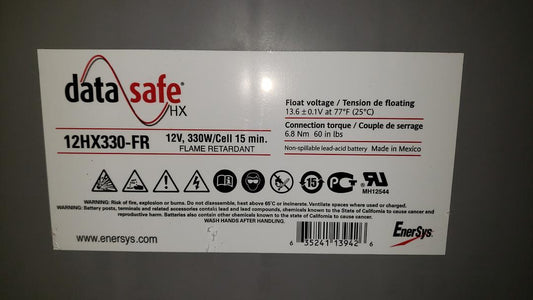 data safe®
HX
12HX330-FR
12V, 330W/Cell 15 min.
FLAME RETARDANT
Float voltage / Tension de floating
13.6 ± 0.1V at 77°F (25°C)
Connection torque / Couple de serrage
6.8 Nm 60 in lbs
Non-spillable lead-acid battery Made in Mexico
15
MH12544
WARNING: Risk of fire, explosion, or burns. Do not disassemble, heat above 65°C or incinerate. Ventilate spaces where used or charged.
WARNING: Battery posts, terminals and related accessories contain lead and lead compounds, chemicals known to the State of California to cause cancer and
reproductive harm. Batteries also contain other chemicals known to the State of California to cause cancer.
WASH HANDS AFTER HANDLING.
www.enersys.com
6 35241 13942 6
EnerSys